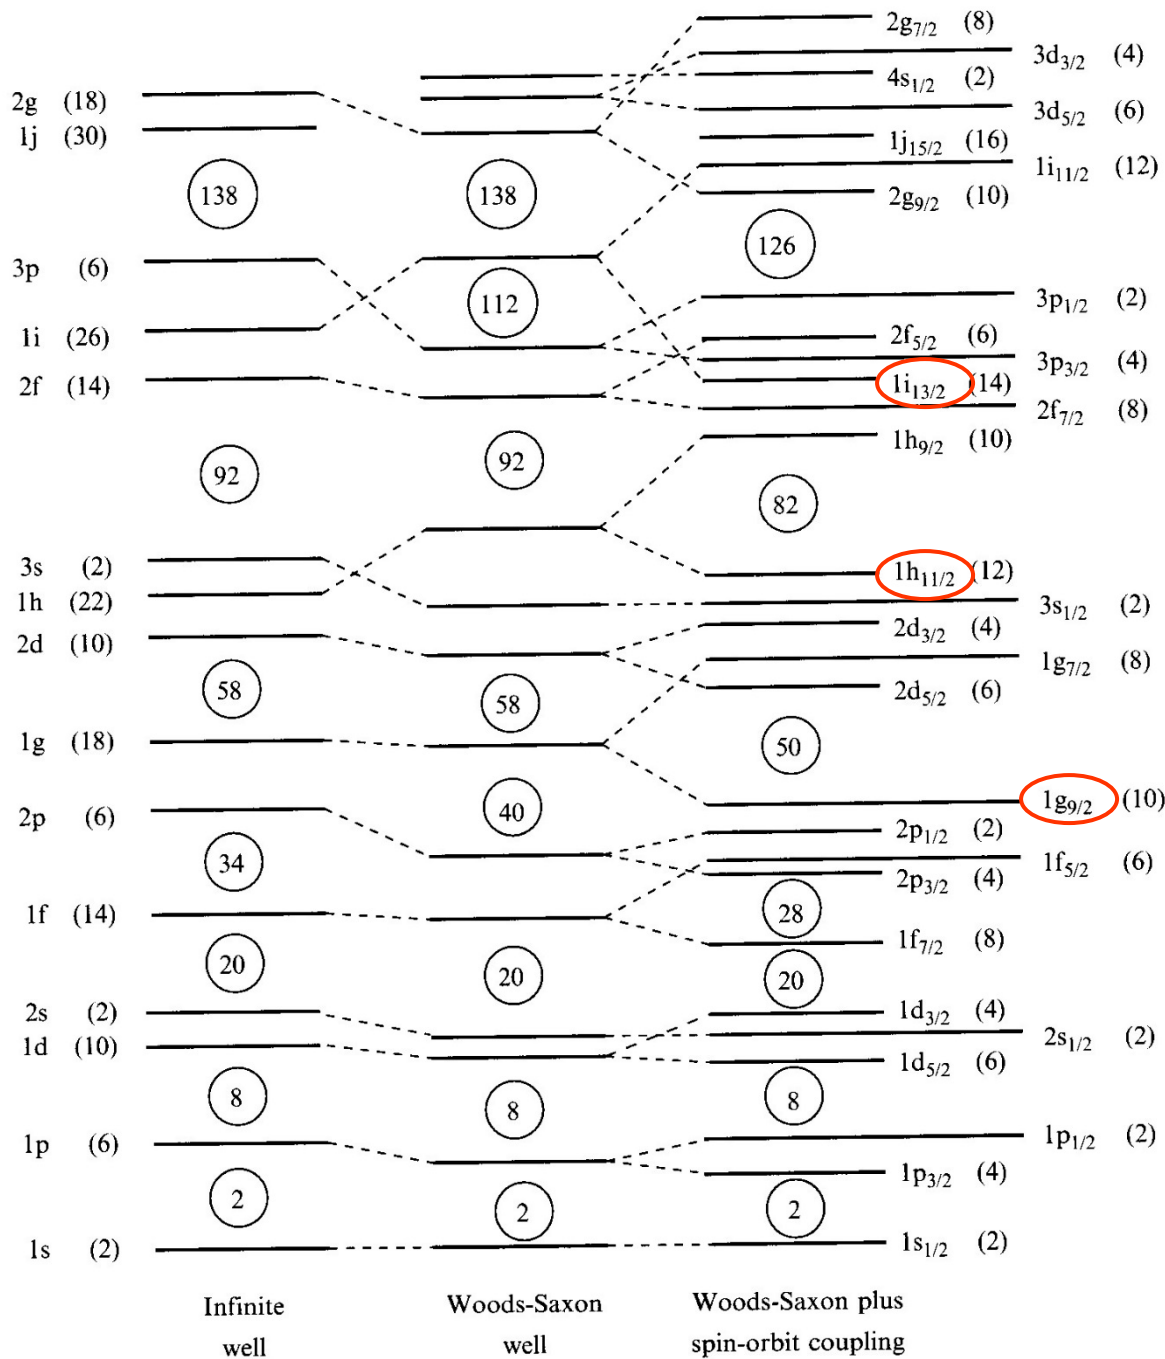 2g₇/₂ (8)
3d₃/₂ (4)
4s₁/₂ (2)
2g (18)
3d₅/₂ (6)
1j (30)
1j₁₅/₂ (16)
1i₁₁/₂ (12)
138
138
2g₉/₂ (10)
126
3p (6)
112
3p₁/₂ (2)
1i (26)
2f₅/₂ (6)
3p₃/₂ (4)
2f (14)
1i₁₃/₂ (14)
2f₇/₂ (8)
1h₉/₂ (10)
92
92
82
3s (2)
1h₁₁/₂ (12)
1h (22)
3s₁/₂ (2)
2d (10)
2d₃/₂ (4)
1g₇/₂ (8)
58
58
2d₅/₂ (6)
1g (18)
50
2p (6)
40
1g₉/₂ (10)
2p₁/₂ (2)
34
1f₅/₂ (6)
2p₃/₂ (4)
1f (14)
28
1f₇/₂ (8)
20
20
20
2s (2)
1d₃/₂ (4)
2s₁/₂ (2)
1d (10)
1d₅/₂ (6)
8
8
8
1p (6)
1p₁/₂ (2)
1p₃/₂ (4)
2
2
2
1s (2)
1s₁/₂ (2)
Infinite
well
Woods-Saxon
well
Woods-Saxon plus
spin-orbit coupling